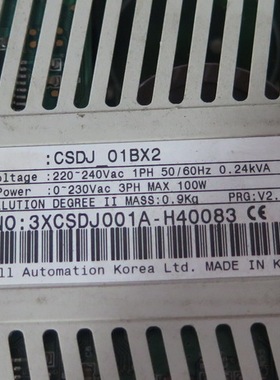 :CSDJ_01BX2
oltage :220~240Vac 1PH 50/60Hz 0.24kVA
Power :0~230Vac 3PH MAX 100W
LUTION DEGREE II MASS:0.9Kg PRG:V2.
NO:3XCSDJ001A-H40083 CE
ll Automation Korea Ltd. MADE IN K